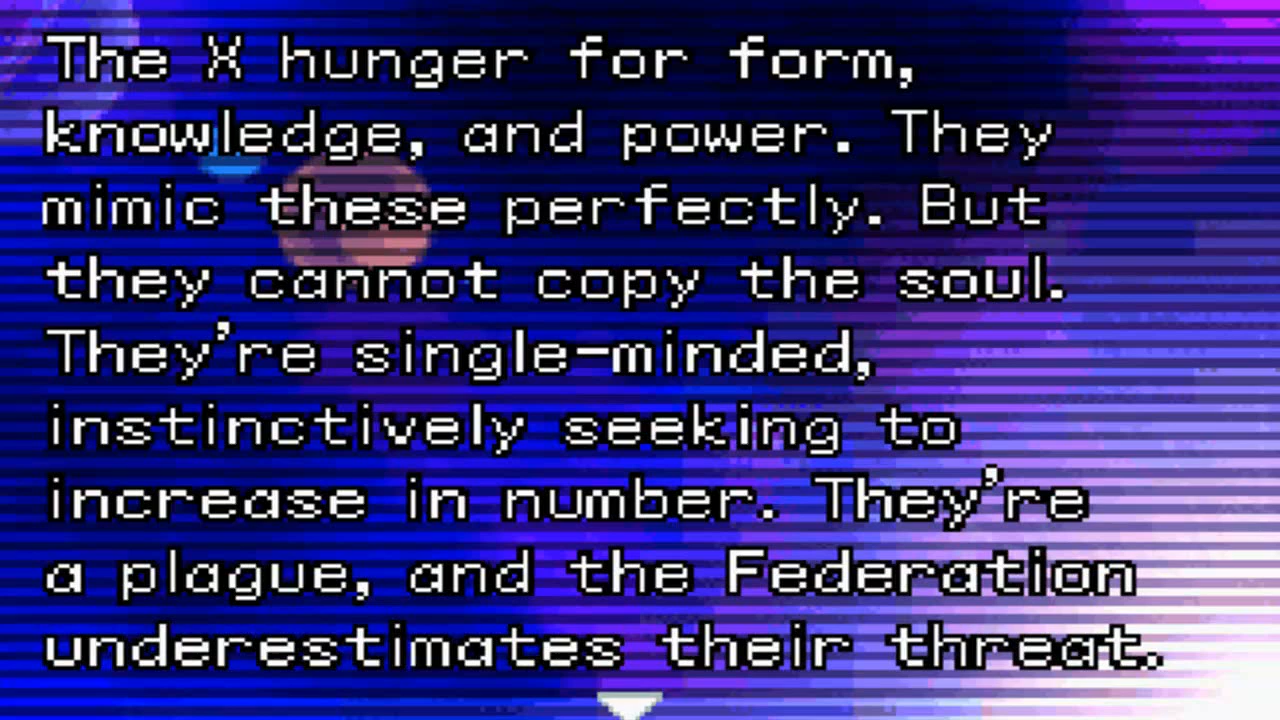 The X hunger for form,
knowledge, and power. They
mimic these perfectly. But
they cannot copy the soul.
They're single-minded,
instinctively seeking to
increase in number. They're
a plague, and the Federation
underestimates their threat.